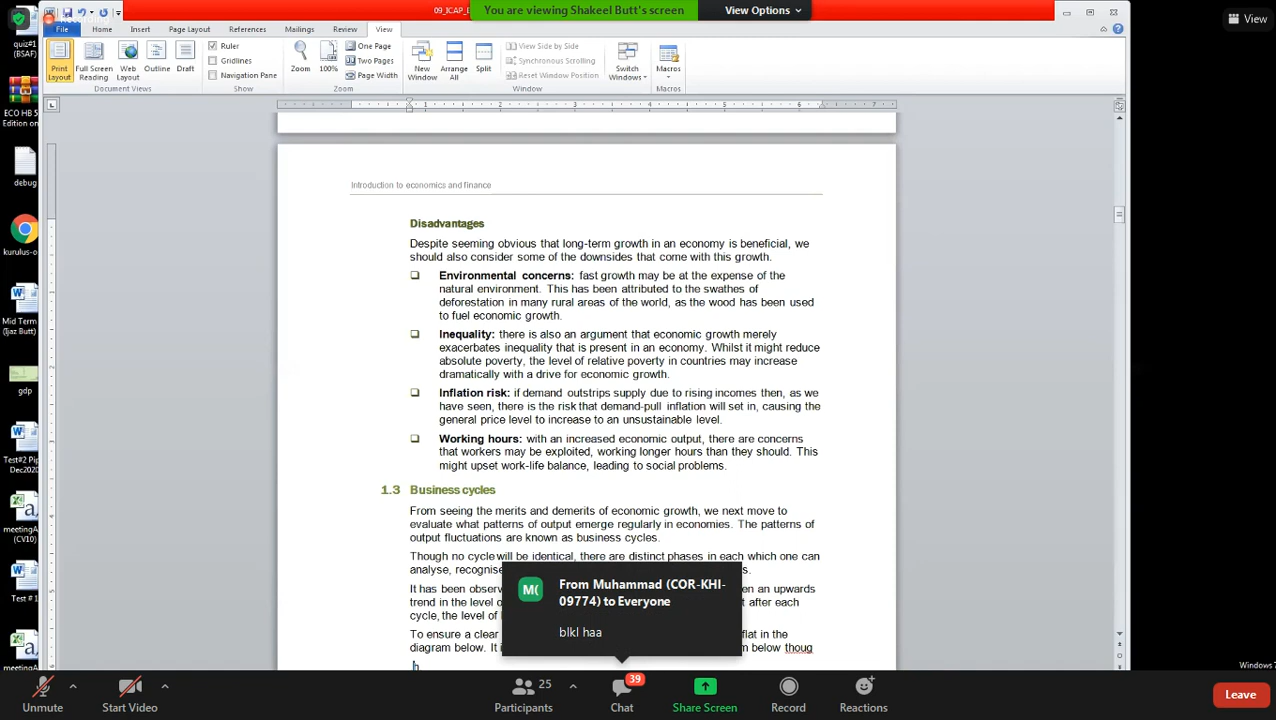 You are viewing Shakeel Butt's screen
View Options
View
Recording
09_ICAP_E
File
Home
Insert
Page Layout
References
Mailings
Review
View
Print Layout
Full Screen Reading
Web Layout
Outline
Draft
Document Views
Ruler
Gridlines
Navigation Pane
Show
Zoom
100%
One Page
Two Pages
Page Width
Zoom
New Window
Arrange All
Split
View Side by Side
Synchronous Scrolling
Reset Window Position
Window
Switch Windows
Macros
Macros
quiz#1 (BSAF)
ECO HB S Edition on
debug
kurulus-o
Mid Term (Ijaz Butt)
gdp
Test#2 Pip Dec2020
meetingA (CV10)
Test #5
meetingA
Introduction to economics and finance
Disadvantages
Despite seeming obvious that long-term growth in an economy is beneficial, we
should also consider some of the downsides that come with this growth.
Environmental concerns: fast growth may be at the expense of the
natural environment. This has been attributed to the swathes of
deforestation in many rural areas of the world, as the wood has been used
to fuel economic growth.
Inequality: there is also an argument that economic growth merely
exacerbates inequality that is present in an economy. Whilst it might reduce
absolute poverty, the level of relative poverty in countries may increase
dramatically with a drive for economic growth.
Inflation risk: if demand outstrips supply due to rising incomes then, as we
have seen, there is the risk that demand-pull inflation will set in, causing the
general price level to increase to an unsustainable level.
Working hours: with an increased economic output, there are concerns
that workers may be exploited, working longer hours than they should. This
might upset work-life balance, leading to social problems.
1.3 Business cycles
From seeing the merits and demerits of economic growth, we next move to
evaluate what patterns of output emerge regularly in economies. The patterns of
output fluctuations are known as business cycles.
Though no cycle will be identical, there are distinct phases in each which one can
analyse, recognise
It has been observ en an upwards
trend in the level o t after each
cycle, the level of
To ensure a clear flat in the
diagram below. It i m below thoug
h
M(
From Muhammad (COR-KHI-
09774) to Everyone
blkl haa
Windows 7
Unmute
Start Video
25
Participants
39
Chat
Share Screen
Record
Reactions
Leave